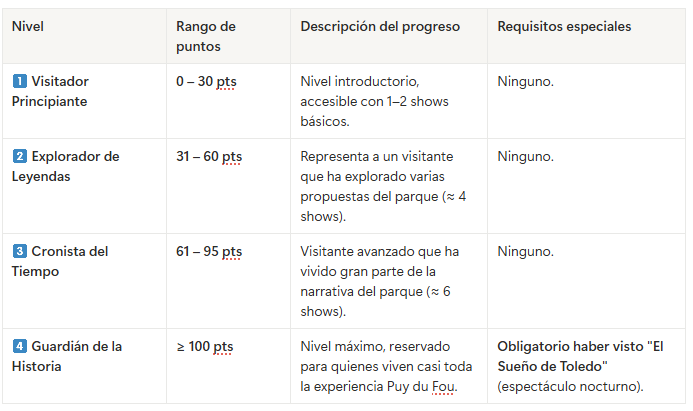 Nivel
Rango de
puntos
Descripción del progreso
Requisitos especiales
1 Visitador
Principiante
0 – 30 pts
Nivel introductorio,
accesible con 1–2 shows
básicos.
Ninguno.
2 Explorador de
Leyendas
31 – 60 pts
Representa a un visitante
que ha explorado varias
propuestas del parque (≈ 4
shows).
Ninguno.
3 Cronista del
Tiempo
61 – 95 pts
Visitante avanzado que ha
vivido gran parte de la
narrativa del parque (≈ 6
shows).
Ninguno.
4 Guardián de la
Historia
≥ 100 pts
Nivel máximo, reservado
para quienes viven casi toda
la experiencia Puy du Fou.
Obligatorio haber visto "El
Sueño de Toledo"
(espectáculo nocturno).